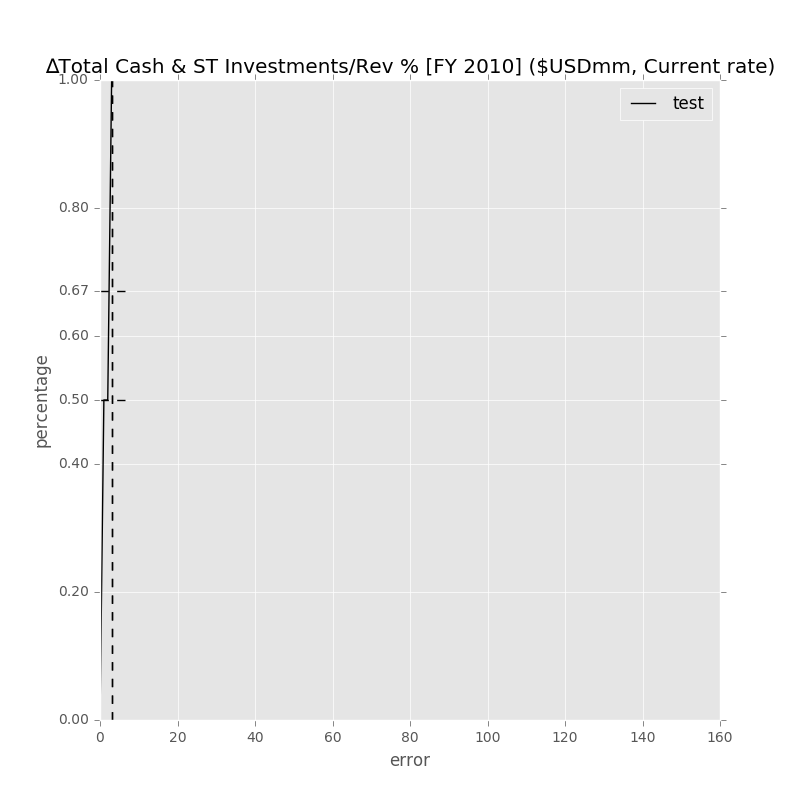 ΔTotal Cash & ST Investments/Rev % [FY 2010] ($USDmm, Current rate)
1.00
test
0.80
0.67
0.60
percentage
0.50
0.40
0.20
0.00
0 20 40 60 80 100 120 140 160
error